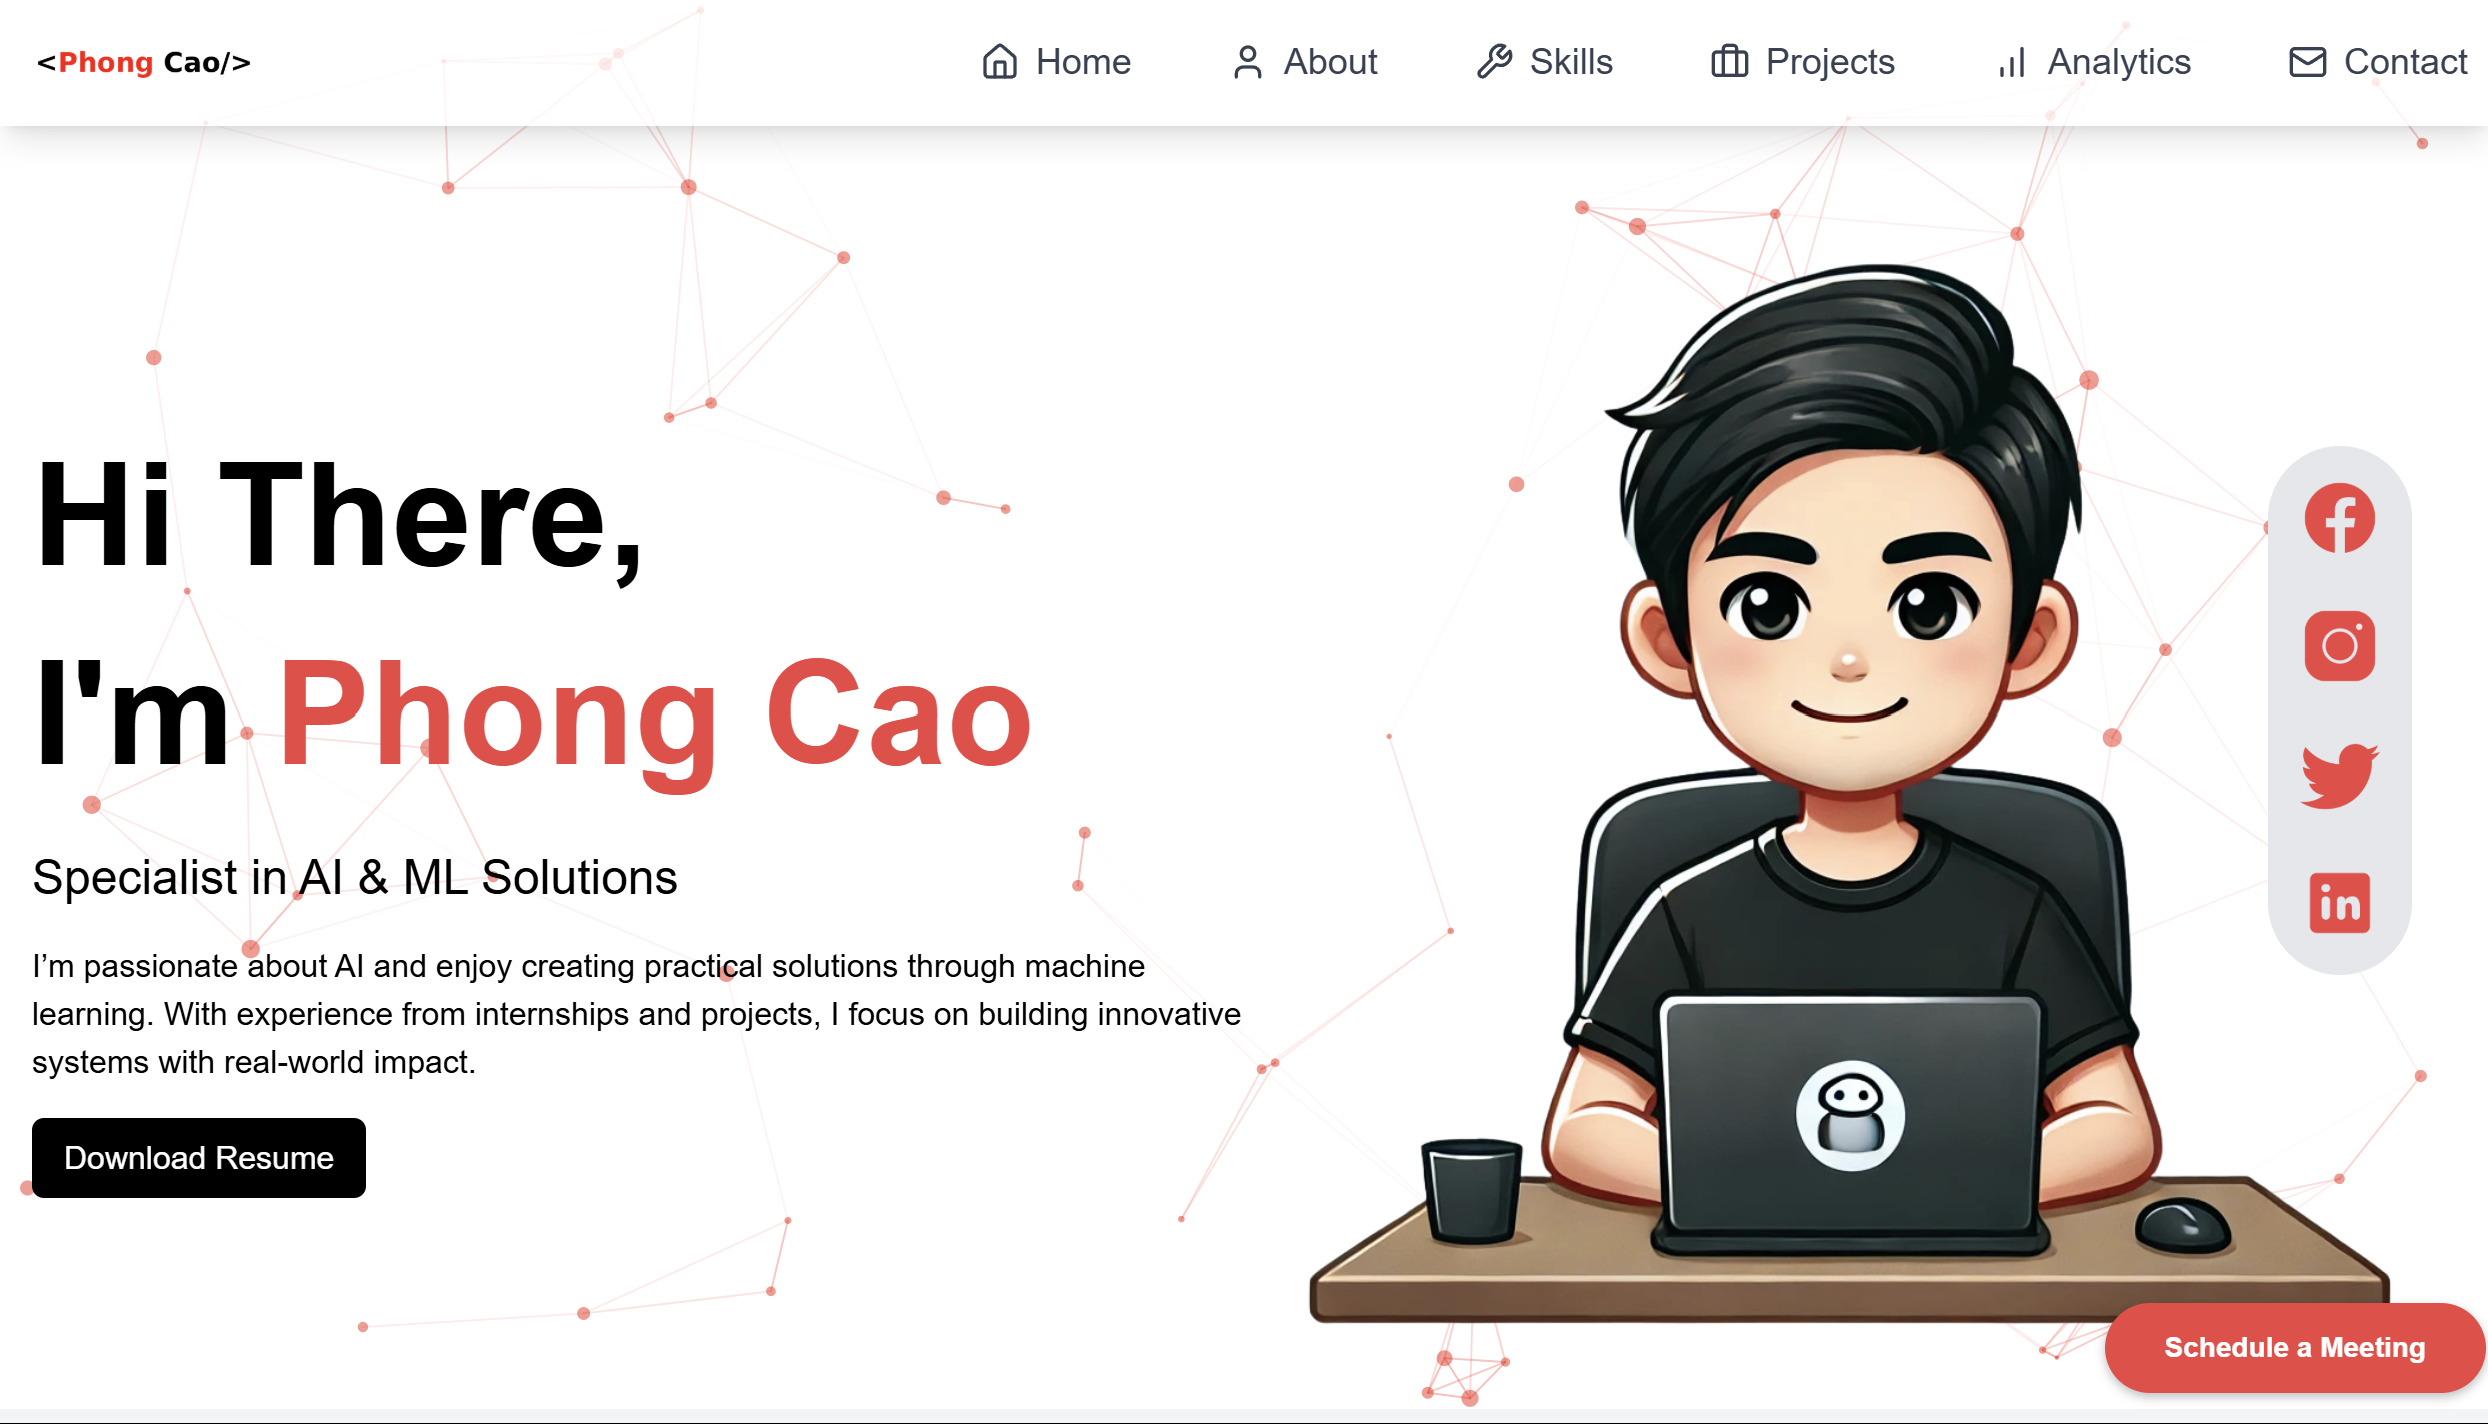 <Phong Cao/>
Home
About
Skills
Projects
Analytics
Contact
Hi There,
I'm Phong Cao
Specialist in AI & ML Solutions
I’m passionate about AI and enjoy creating practical solutions through machine
learning. With experience from internships and projects, I focus on building innovative
systems with real-world impact.
Download Resume
Schedule a Meeting